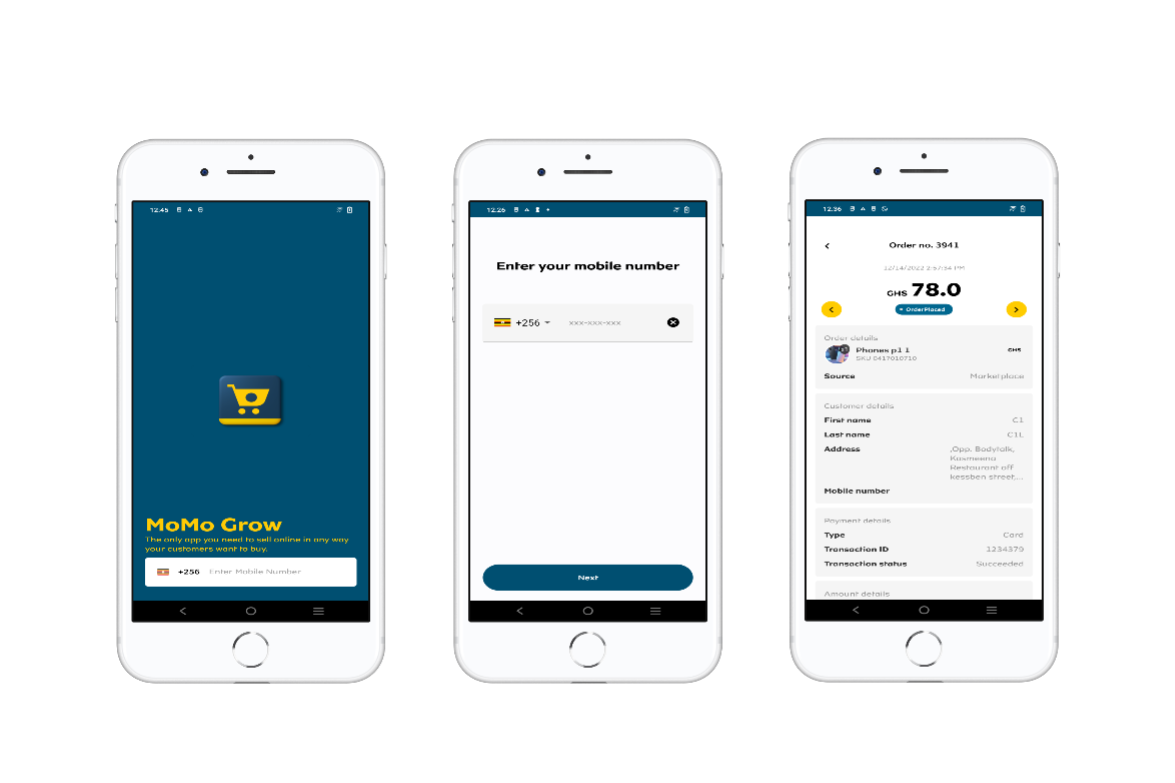 12.45
MoMo Grow
The only app you need to sell online in any way
your customers want to buy.
+256 Enter Mobile Number
12.26
Enter your mobile number
+256 xxx-xxx-xxx
Next
12.36
Order no. 3941
12/14/2022 2:57:54 PM
GHS 78.0
OrderPlaced
Order details
Phones p1 1 GHS
SKU 0417010710
Source Marketplace
Customer details
First name C1
Last name C1L
Address ,Opp. Bodytalk,
Kasmeena
Restaurant off
kessben street,...
Mobile number
Payment details
Type Card
Transaction ID 1234379
Transaction status Succeeded
Amount details